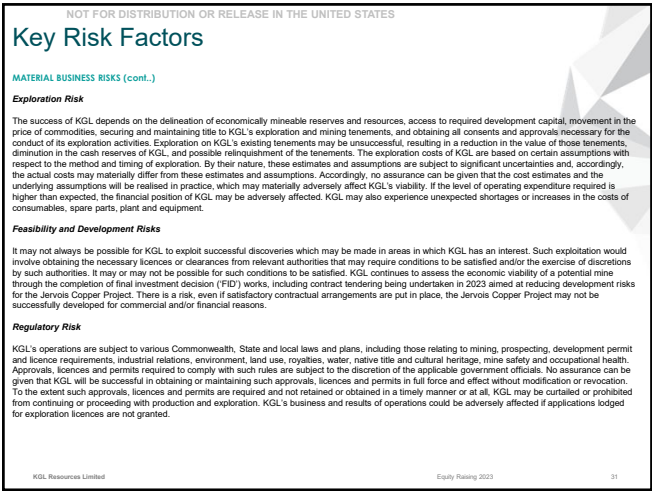 NOT FOR DISTRIBUTION OR RELEASE IN THE UNITED STATES
Key Risk Factors
MATERIAL BUSINESS RISKS (cont..)
Exploration Risk
The success of KGL depends on the delineation of economically mineable reserves and resources, access to required development capital, movement in the
price of commodities, securing and maintaining title to KGL's exploration and mining tenements, and obtaining all consents and approvals necessary for the
conduct of its exploration activities. Exploration on KGL's existing tenements may be unsuccessful, resulting in a reduction in the value of those tenements,
diminution in the cash reserves of KGL, and possible relinquishment of the tenements. The exploration costs of KGL are based on certain assumptions with
respect to the method and timing of exploration. By their nature, these estimates and assumptions are subject to significant uncertainties and, accordingly,
the actual costs may materially differ from these estimates and assumptions. Accordingly, no assurance can be given that the cost estimates and the
underlying assumptions will be realised in practice, which may materially adversely affect KGL's viability. If the level of operating expenditure required is
higher than expected, the financial position of KGL may be adversely affected. KGL may also experience unexpected shortages or increases in the costs of
consumables, spare parts, plant and equipment.
Feasibility and Development Risks
It may not always be possible for KGL to exploit successful discoveries which may be made in areas in which KGL has an interest. Such exploitation would
involve obtaining the necessary licences or clearances from relevant authorities that may require conditions to be satisfied and/or the exercise of discretions
by such authorities. It may or may not be possible for such conditions to be satisfied. KGL continues to assess the economic viability of a potential mine
through the completion of final investment decision ('FID') works, including contract tendering being undertaken in 2023 aimed at reducing development risks
for the Jervois Copper Project. There is a risk, even if satisfactory contractual arrangements are put in place, the Jervois Copper Project may not be
successfully developed for commercial and/or financial reasons.
Regulatory Risk
KGL's operations are subject to various Commonwealth, State and local laws and plans, including those relating to mining, prospecting, development permit
and licence requirements, industrial relations, environment, land use, royalties, water, native title and cultural heritage, mine safety and occupational health.
Approvals, licences and permits required to comply with such rules are subject to the discretion of the applicable government officials. No assurance can be
given that KGL will be successful in obtaining or maintaining such approvals, licences and permits in full force and effect without modification or revocation.
To the extent such approvals, licences and permits are required and not retained or obtained in a timely manner or at all, KGL may be curtailed or prohibited
from continuing or proceeding with production and exploration. KGL's business and results of operations could be adversely affected if applications lodged
for exploration licences are not granted.
KGL Resources Limited
Equity Raising 2023
31